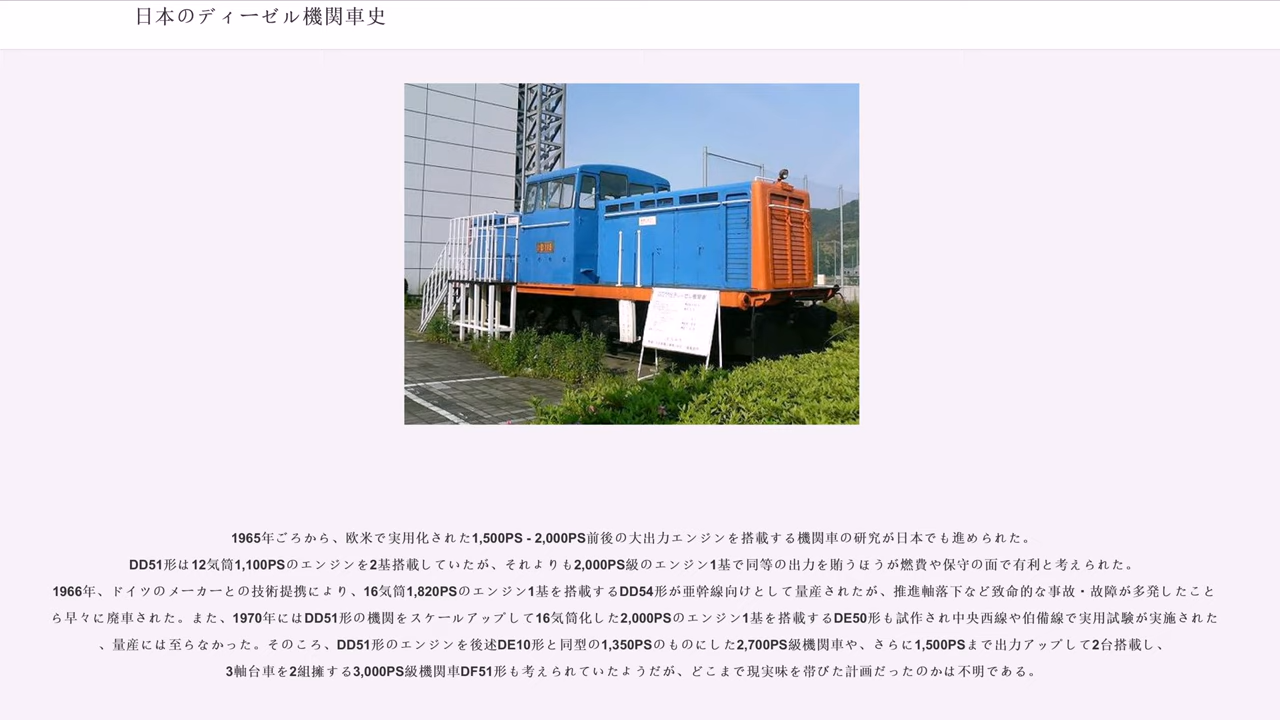 日本のディーゼル機関車史
1965年ごろから、欧米で実用化された1,500PS - 2,000PS前後の大出力エンジンを搭載する機関車の研究が日本でも進められた。
DD51形は12気筒1,100PSのエンジンを2基搭載していたが、それよりも2,000PS級のエンジン1基で同等の出力を賄うほうが燃費や保守の面で有利と考えられた。
1966年、ドイツのメーカーとの技術提携により、16気筒1,820PSのエンジン1基を搭載するDD54形が亜幹線向けとして量産されたが、推進軸落下など致命的な事故・故障が多発したこと
ら早々に廃車された。また、1970年にはDD51形の機関をスケールアップして16気筒化した2,000PSのエンジン1基を搭載するDE50形も試作され中央西線や伯備線で実用試験が実施された
、量産には至らなかった。そのころ、DD51形のエンジンを後述DE10形と同型の1,350PSのものにした2,700PS級機関車や、さらに1,500PSまで出力アップして2台搭載し、
3軸台車を2組擁する3,000PS級機関車DF51形も考えられていたようだが、どこまで現実味を帯びた計画だったのかは不明である。